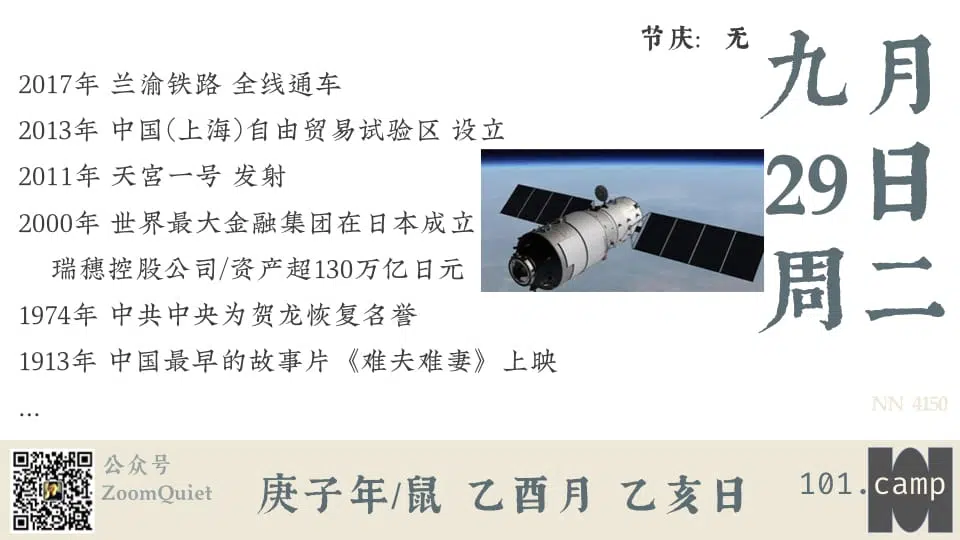 节庆: 无
九月
29日
周二
2017年 兰渝铁路 全线通车
2013年 中国(上海)自由贸易试验区 设立
2011年 天宫一号 发射
2000年 世界最大金融集团在日本成立
瑞穗控股公司/资产超130万亿日元
1974年 中共中央为贺龙恢复名誉
1913年 中国最早的故事片《难夫难妻》上映
...
NN 4150
公众号
ZoomQuiet
庚子年/鼠 乙酉月 乙亥日
101.camp